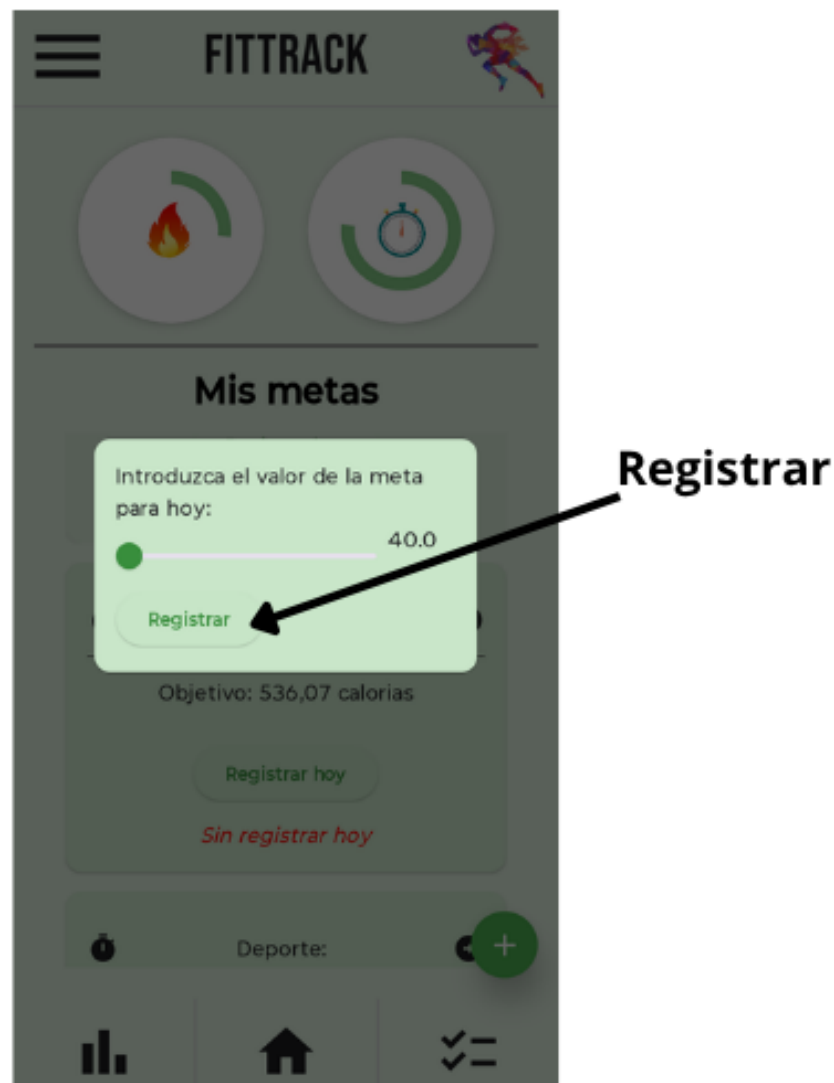 FITTRACK
Mis metas
Introduzca el valor de la meta
para hoy:
40.0
Registrar
Registrar
Objetivo: 536,07 calorias
Registrar hoy
Sin registrar hoy
Deporte: